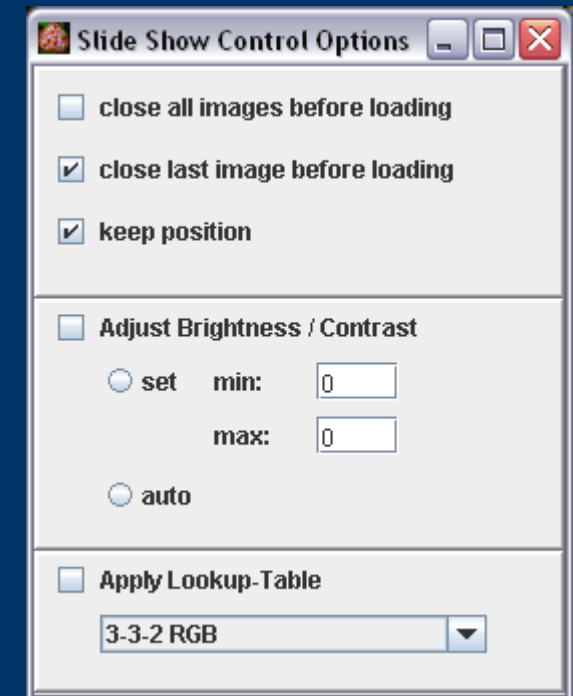 Slide Show Control Options
close all images before loading
close last image before loading
keep position
Adjust Brightness / Contrast
set min: 0
max: 0
auto
Apply Lookup-Table
3-3-2 RGB